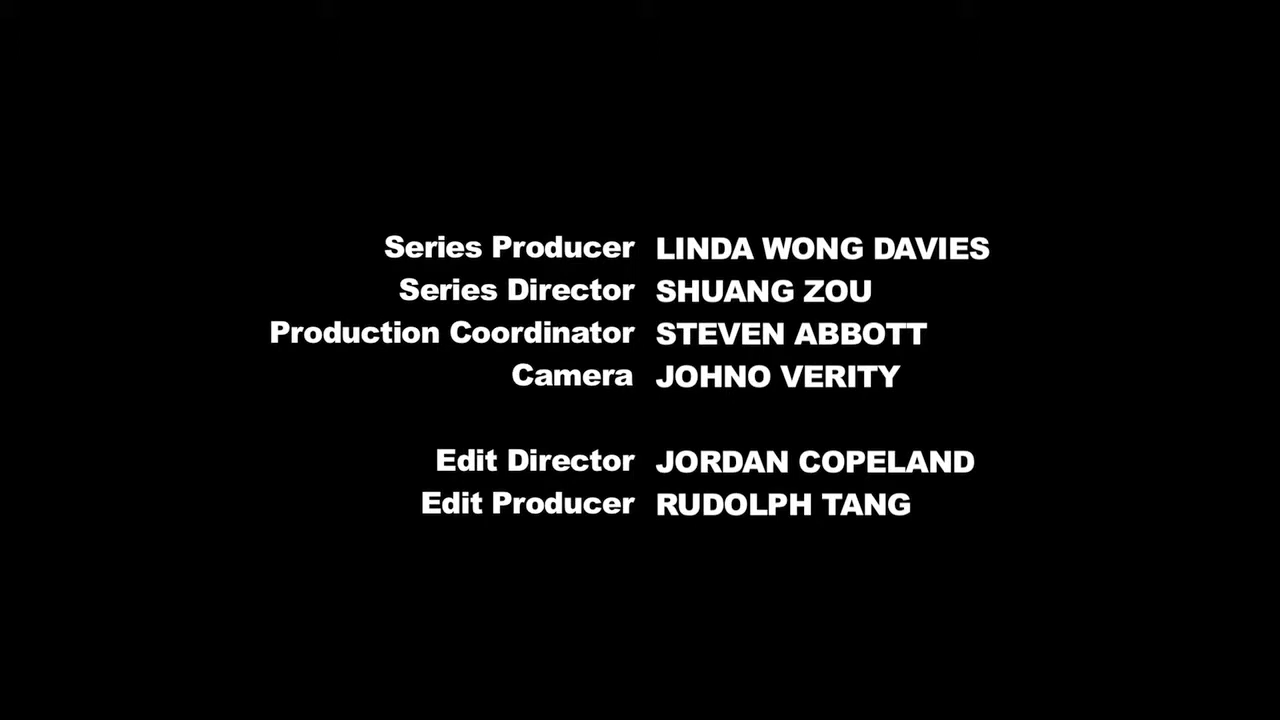 Series Producer LINDA WONG DAVIES
Series Director SHUANG ZOU
Production Coordinator STEVEN ABBOTT
Camera JOHNO VERITY
Edit Director JORDAN COPELAND
Edit Producer RUDOLPH TANG